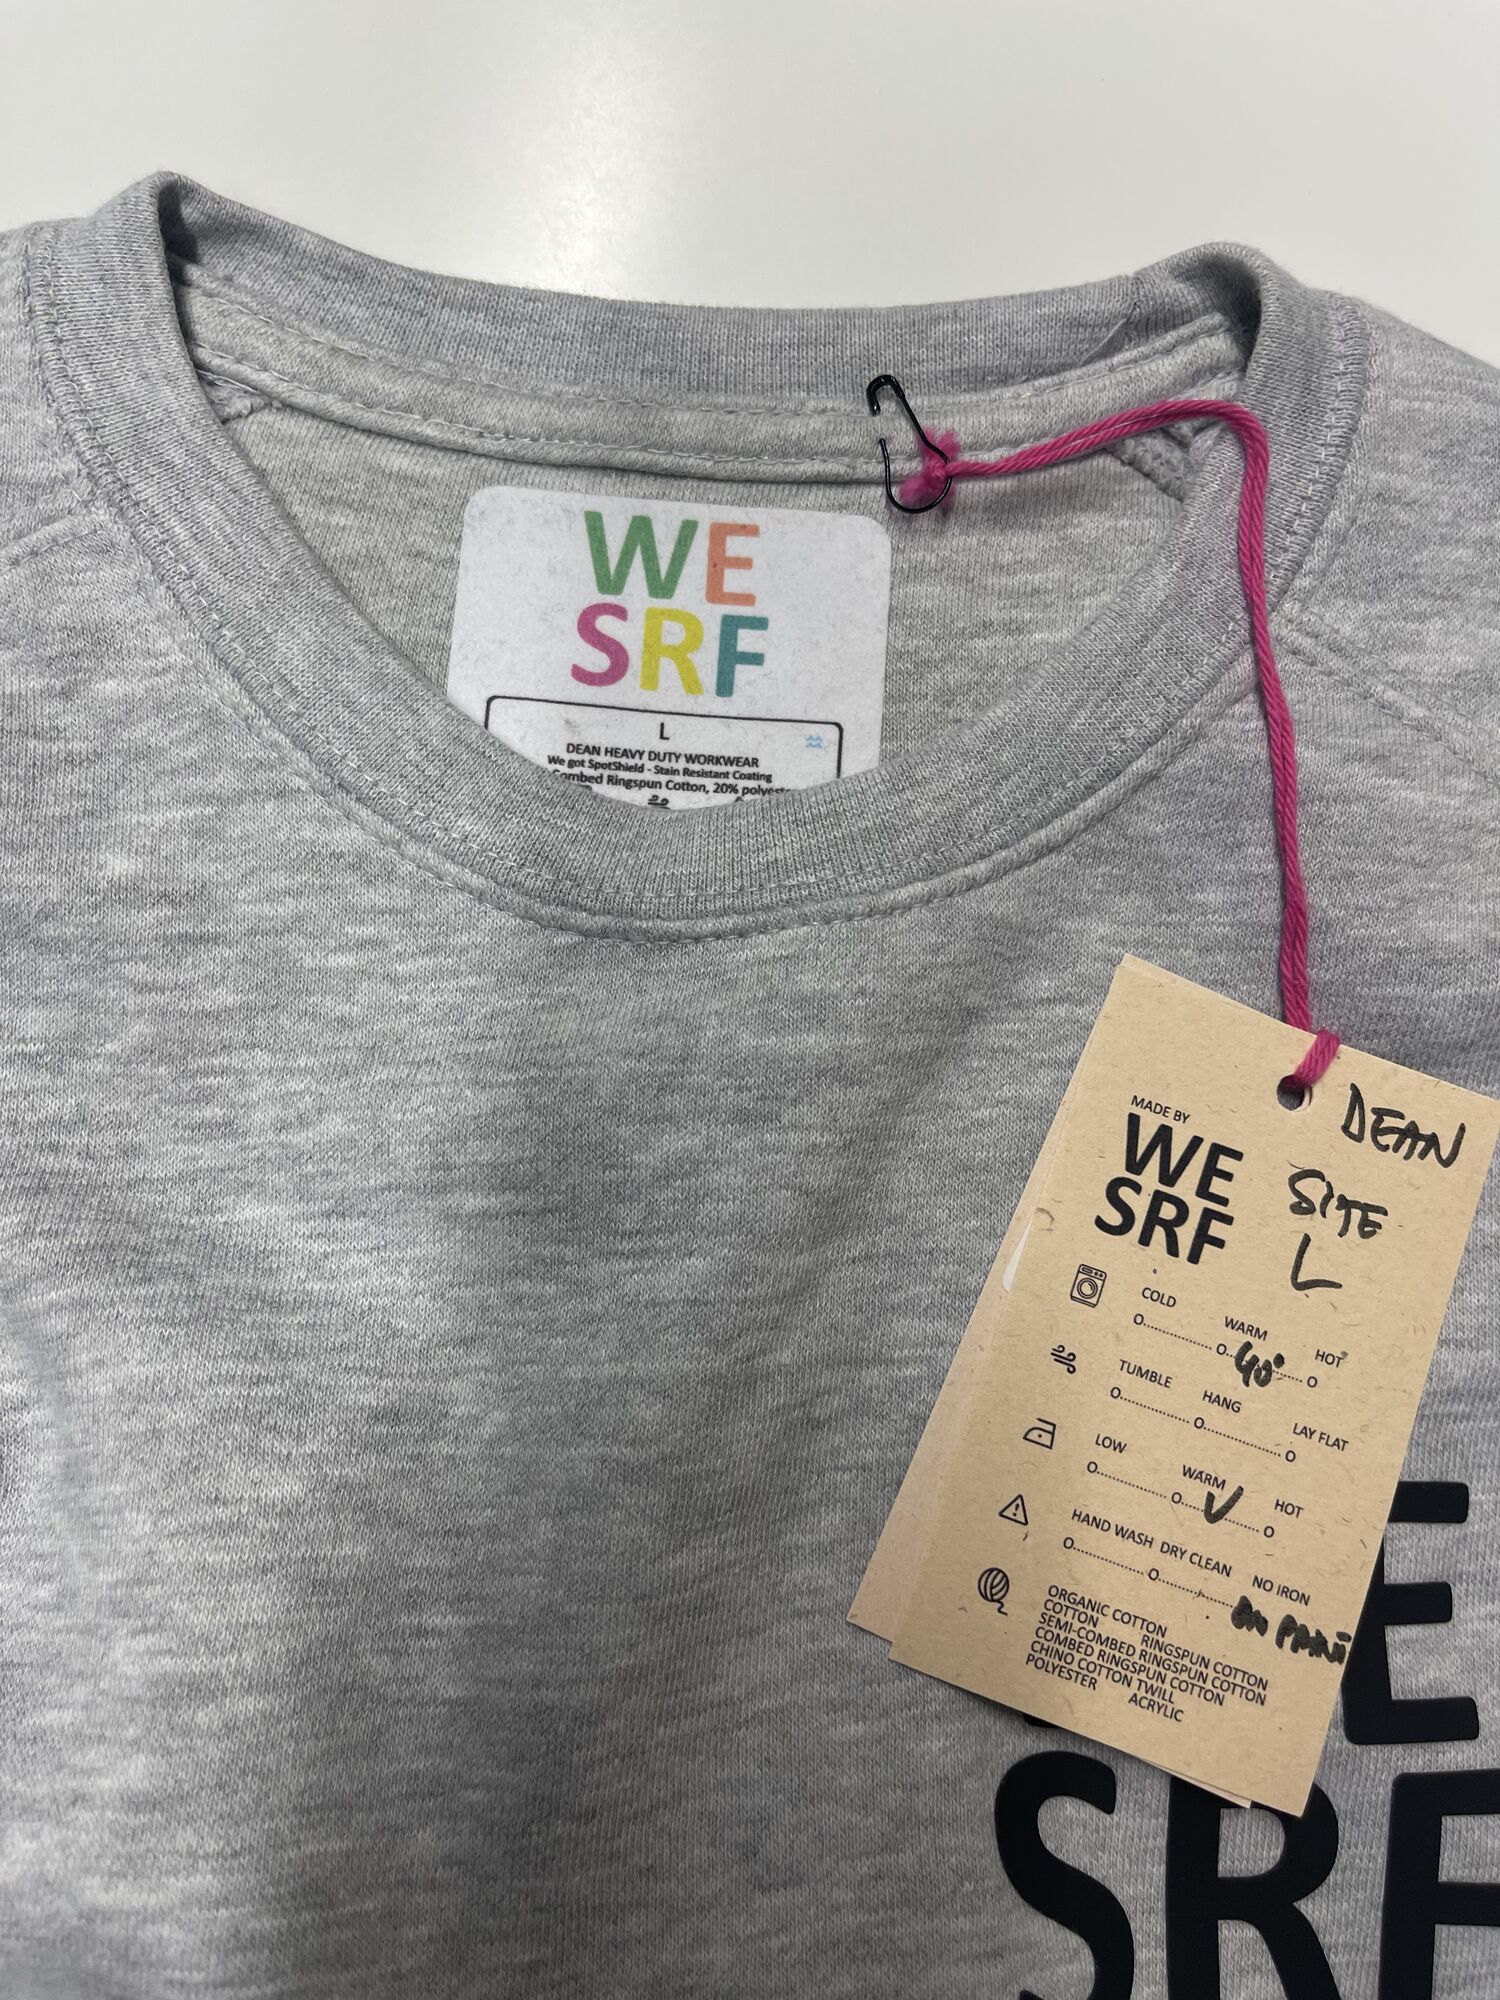 WE
SRF
L
DEAN HEAVY DUTY WORKWEAR
We got SpotShield - Stain Resistant Coating
Combed Ringspun Cotton, 20% polyester
MADE BY
WE
SRF
DEAN
SIZE
L
COLD WARM HOT
40°
TUMBLE HANG LAY FLAT
LOW WARM HOT
V
HAND WASH DRY CLEAN NO IRON
ON PRINT
ORGANIC COTTON
COTTON RINGSPUN COTTON
SEMI-COMBED RINGSPUN COTTON
COMBED RINGSPUN COTTON
CHINO COTTON TWILL
POLYESTER ACRYLIC
E
SRF